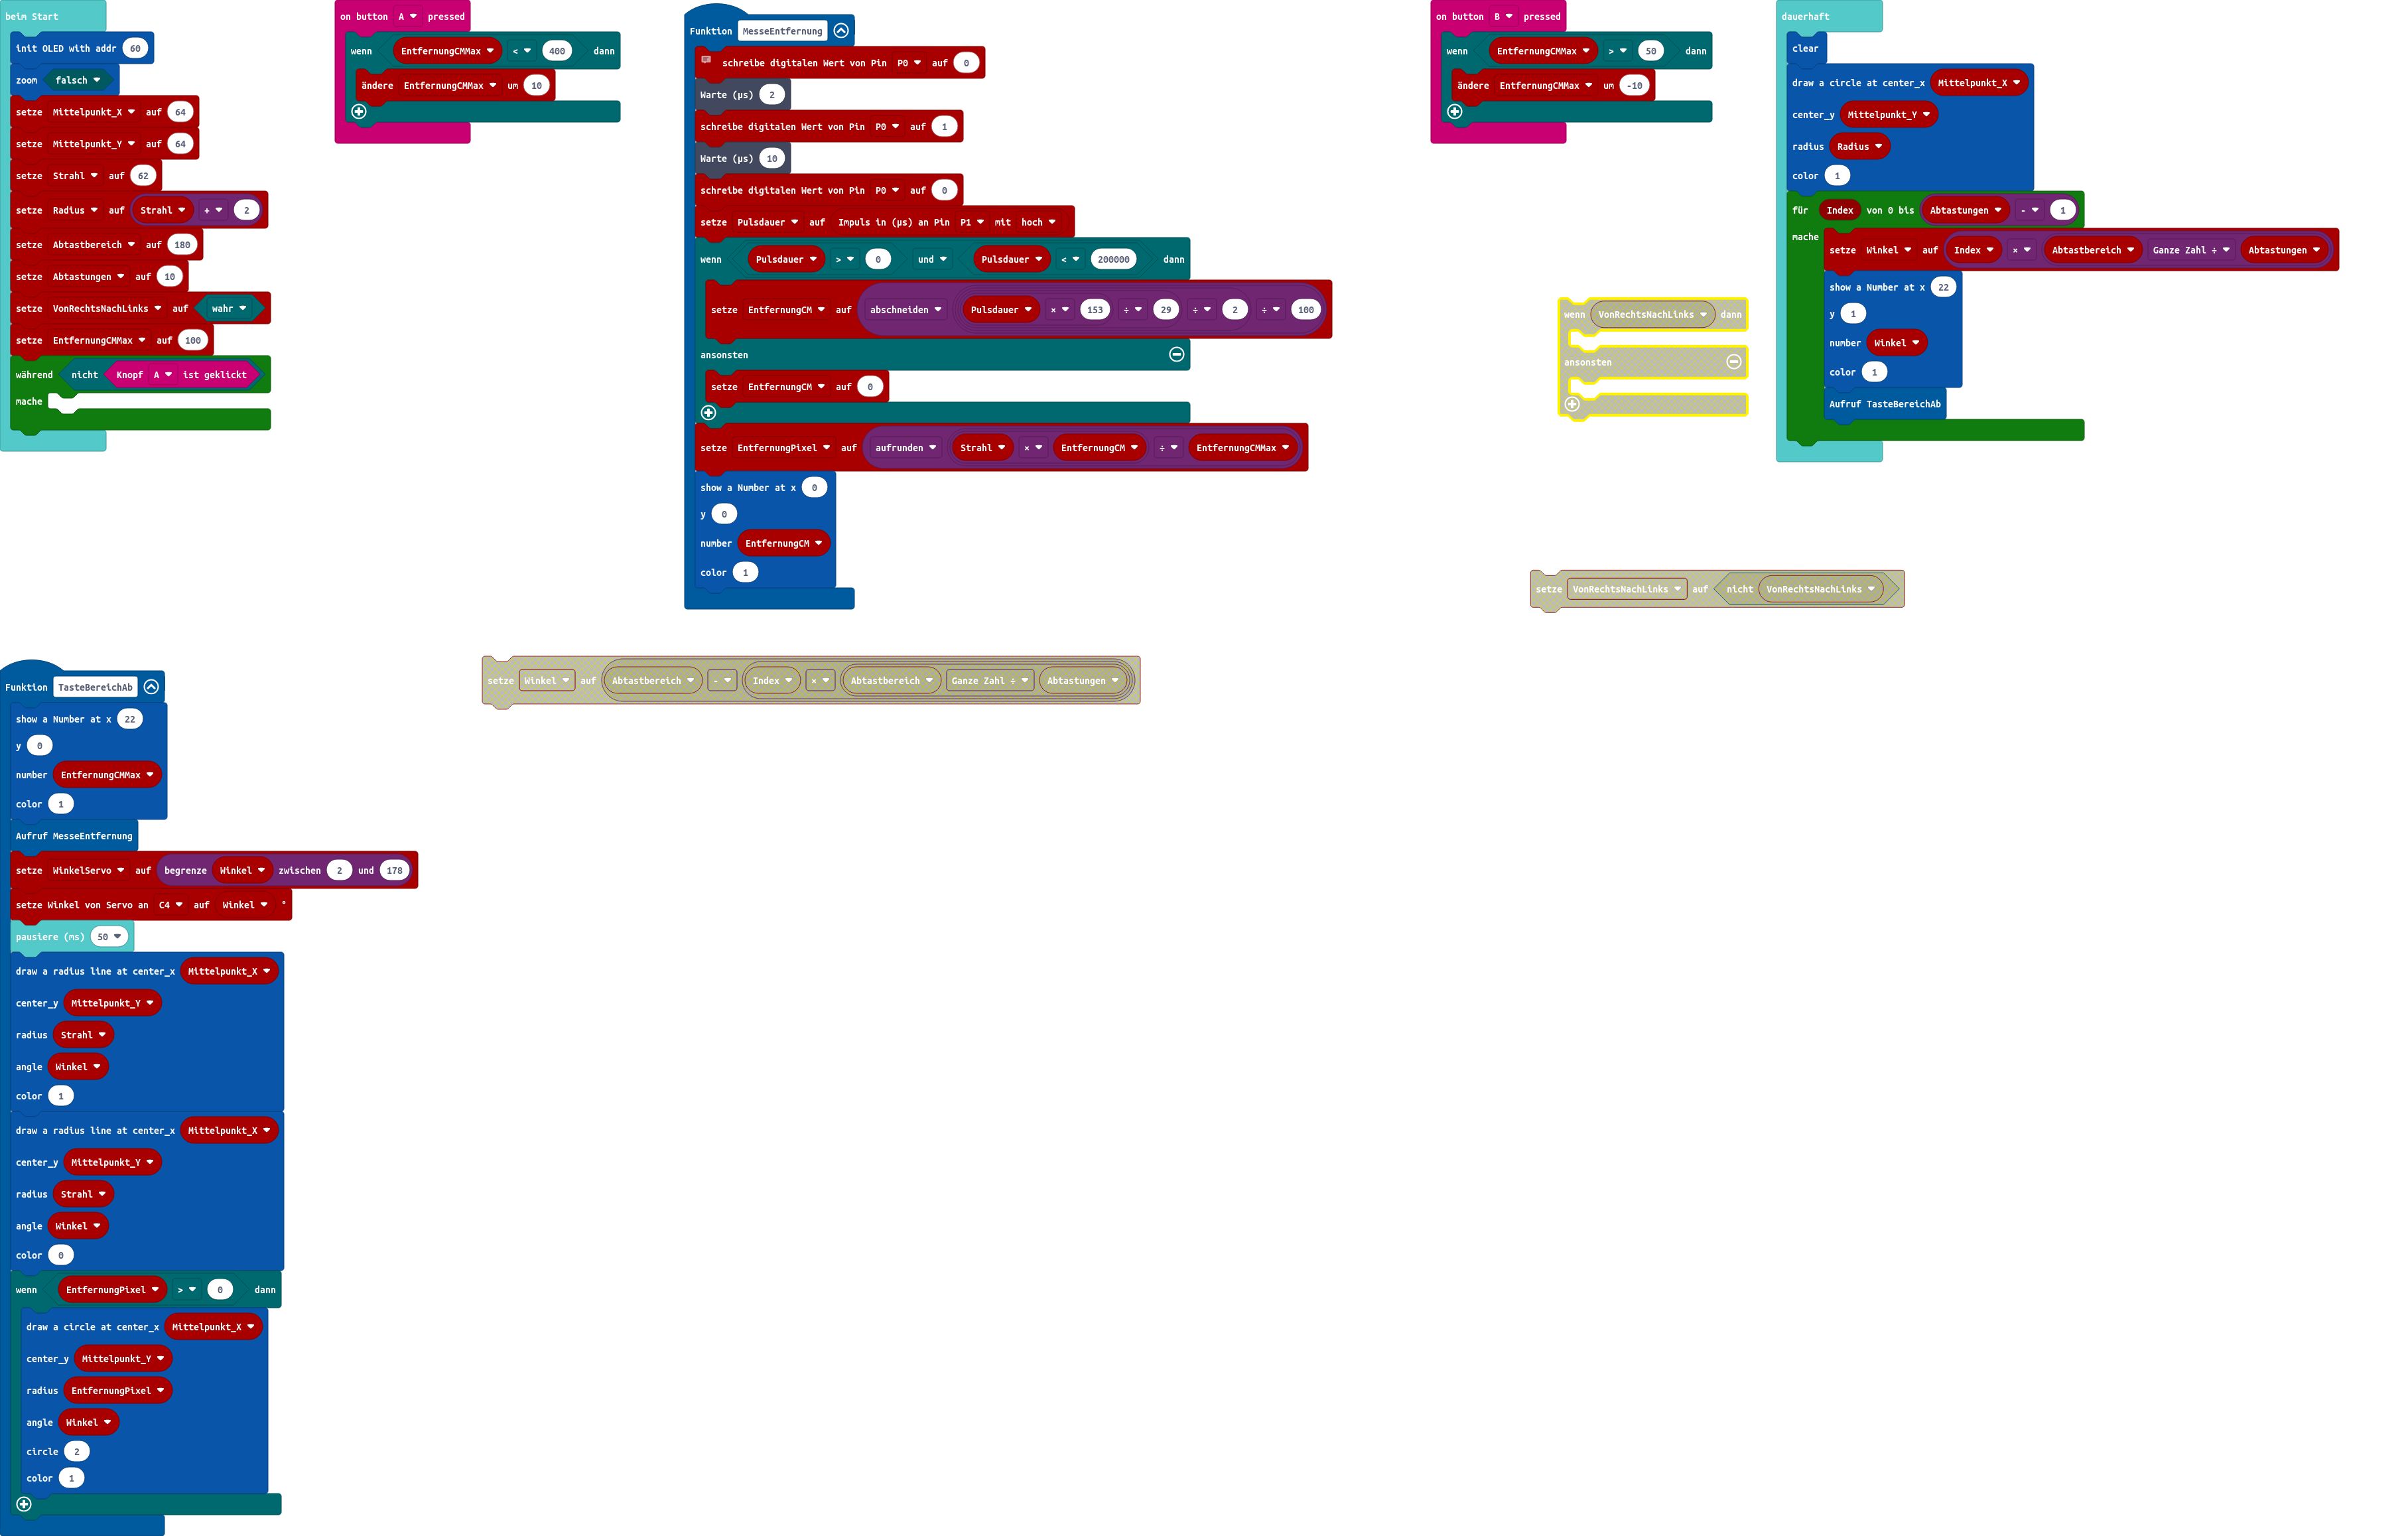 beim Start
init OLED with addr 60
zoom falsch
setze Mittelpunkt_X auf 64
setze Mittelpunkt_Y auf 64
setze Strahl auf 62
setze Radius auf Strahl + 2
setze Abtastbereich auf 180
setze Abtastungen auf 10
setze VonRechtsNachLinks auf wahr
setze EntfernungCMMax auf 100
während nicht Knopf A ist geklickt
mache
on button A pressed
wenn EntfernungCMMax < 400 dann
ändere EntfernungCMMax um 10
Funktion MesseEntfernung
schreibe digitalen Wert von Pin P0 auf 0
Warte (µs) 2
schreibe digitalen Wert von Pin P0 auf 1
Warte (µs) 10
schreibe digitalen Wert von Pin P0 auf 0
setze Pulsdauer auf Impuls in (µs) an Pin P1 mit hoch
wenn Pulsdauer > 0 und Pulsdauer < 200000 dann
setze EntfernungCM auf abschneiden Pulsdauer × 153 ÷ 29 ÷ 2 ÷ 100
ansonsten
setze EntfernungCM auf 0
setze EntfernungPixel auf aufrunden Strahl × EntfernungCM ÷ EntfernungCMMax
show a Number at x 0
y 0
number EntfernungCM
color 1
on button B pressed
wenn EntfernungCMMax > 50 dann
ändere EntfernungCMMax um -10
wenn VonRechtsNachLinks dann
ansonsten
dauerhaft
clear
draw a circle at center_x Mittelpunkt_X
center_y Mittelpunkt_Y
radius Radius
color 1
für Index von 0 bis Abtastungen - 1
mache
setze Winkel auf Index × Abtastbereich Ganze Zahl ÷ Abtastungen
show a Number at x 22
y 1
number Winkel
color 1
Aufruf TasteBereichAb
setze VonRechtsNachLinks auf nicht VonRechtsNachLinks
setze Winkel auf Abtastbereich - Index × Abtastbereich Ganze Zahl ÷ Abtastungen
Funktion TasteBereichAb
show a Number at x 22
y 0
number EntfernungCMMax
color 1
Aufruf MesseEntfernung
setze WinkelServo auf begrenze Winkel zwischen 2 und 178
setze Winkel von Servo an C4 auf Winkel °
pausiere (ms) 50
draw a radius line at center_x Mittelpunkt_X
center_y Mittelpunkt_Y
radius Strahl
angle Winkel
color 1
draw a radius line at center_x Mittelpunkt_X
center_y Mittelpunkt_Y
radius Strahl
angle Winkel
color 0
wenn EntfernungPixel > 0 dann
draw a circle at center_x Mittelpunkt_X
center_y Mittelpunkt_Y
radius EntfernungPixel
angle Winkel
circle 2
color 1